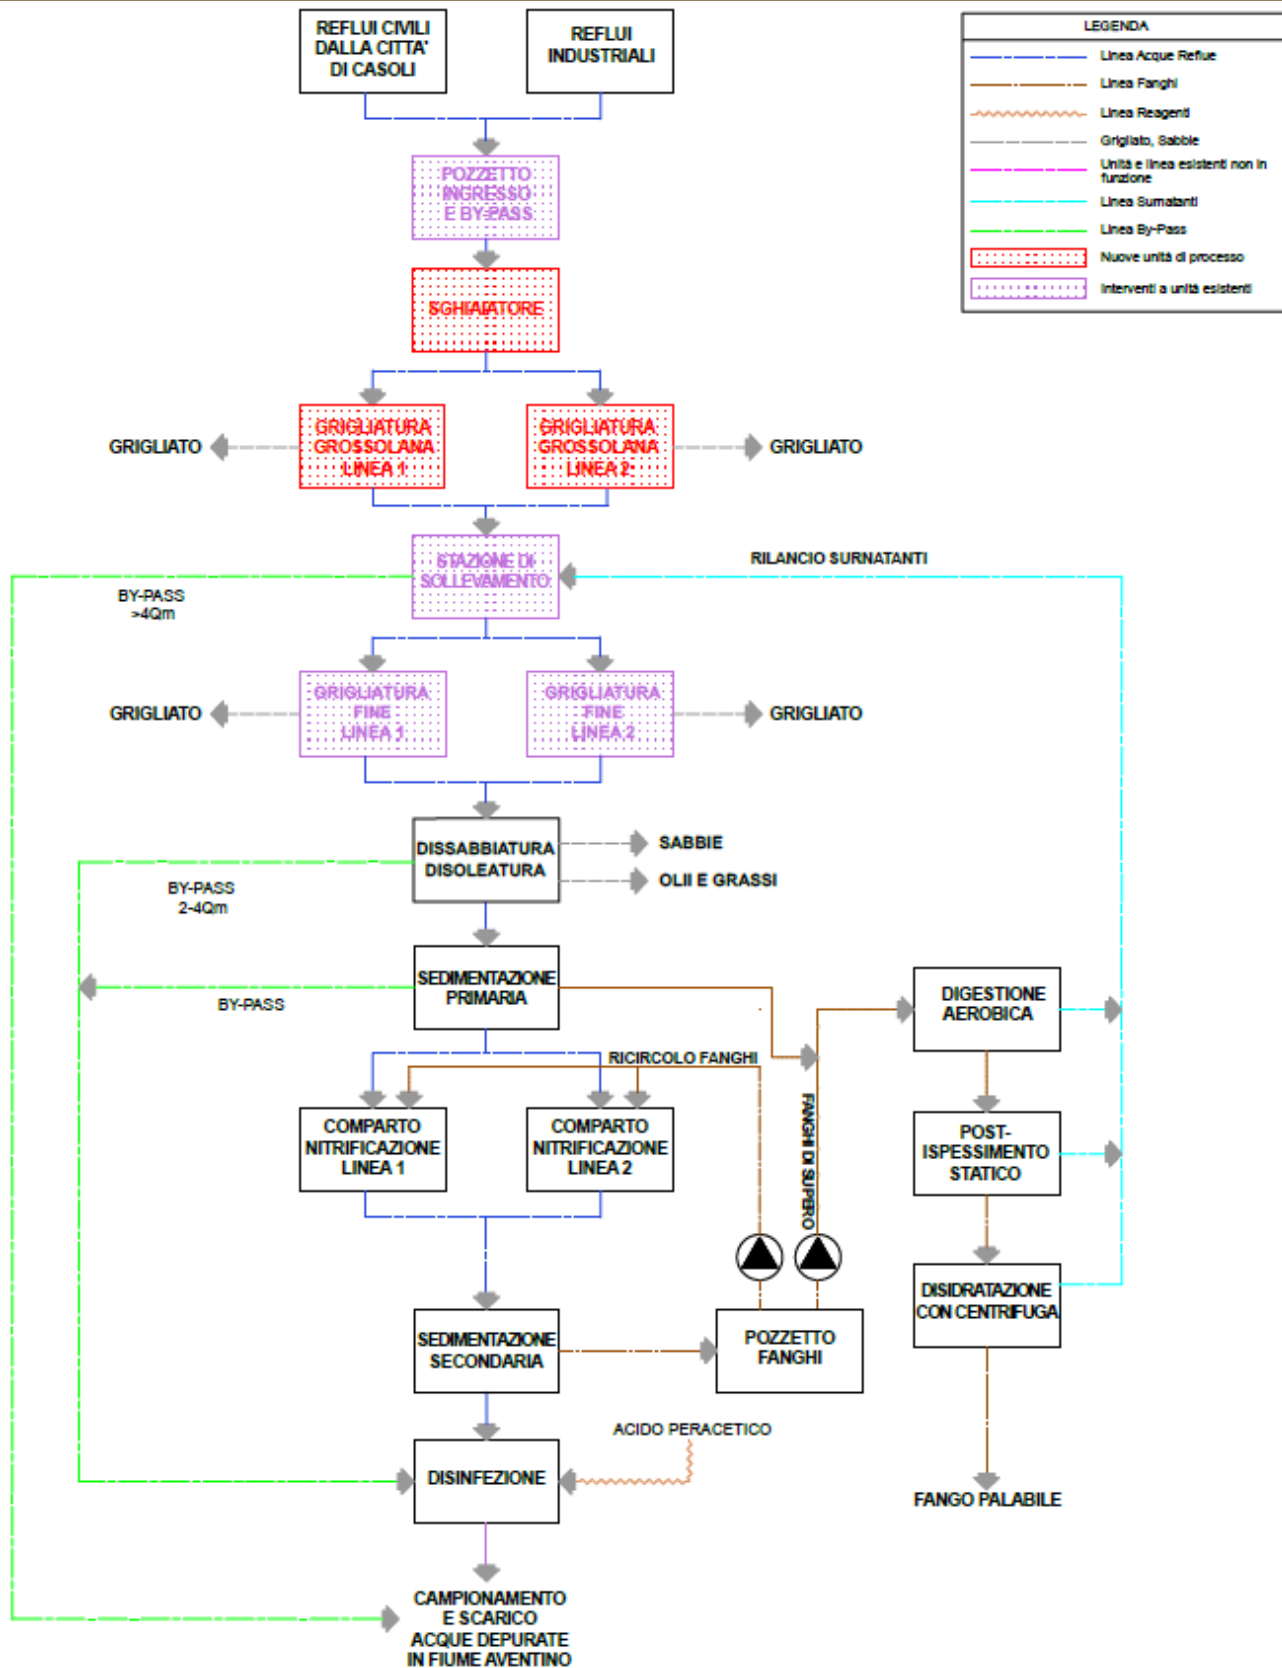 REFLUI CIVILI
DALLA CITTA'
DI CASOLI
REFLUI
INDUSTRIALI
LEGENDA
Linea Acque Reflue
Linea Fanghi
Linea Reagenti
Grigliato, Sabbie
Unità e linea esistenti non in
funzione
Linea Surnatanti
Linea By-Pass
Nuove unità di processo
Interventi a unità esistenti
POZZETTO
INGRESSO
E BY-PASS
SGHIAIATORE
GRIGLIATO
GRIGLIATURA
GROSSOLANA
LINEA 1
GRIGLIATURA
GROSSOLANA
LINEA 2
GRIGLIATO
STAZIONE DI
SOLLEVAMENTO
RILANCIO SURNATANTI
BY-PASS
>4Qm
GRIGLIATO
GRIGLIATURA
FINE
LINEA 1
GRIGLIATURA
FINE
LINEA 2
GRIGLIATO
DISSABBIATURA
DISOLEATURA
SABBIE
OLII E GRASSI
BY-PASS
2-4Qm
SEDIMENTAZIONE
PRIMARIA
BY-PASS
DIGESTIONE
AEROBICA
RICIRCOLO FANGHI
FANGHI DI SUPERO
COMPARTO
NITRIFICAZIONE
LINEA 1
COMPARTO
NITRIFICAZIONE
LINEA 2
POST-
ISPESSIMENTO
STATICO
DISIDRATAZIONE
CON CENTRIFUGA
SEDIMENTAZIONE
SECONDARIA
POZZETTO
FANGHI
ACIDO PERACETICO
DISINFEZIONE
FANGO PALABILE
CAMPIONAMENTO
E SCARICO
ACQUE DEPURATE
IN FIUME AVENTINO